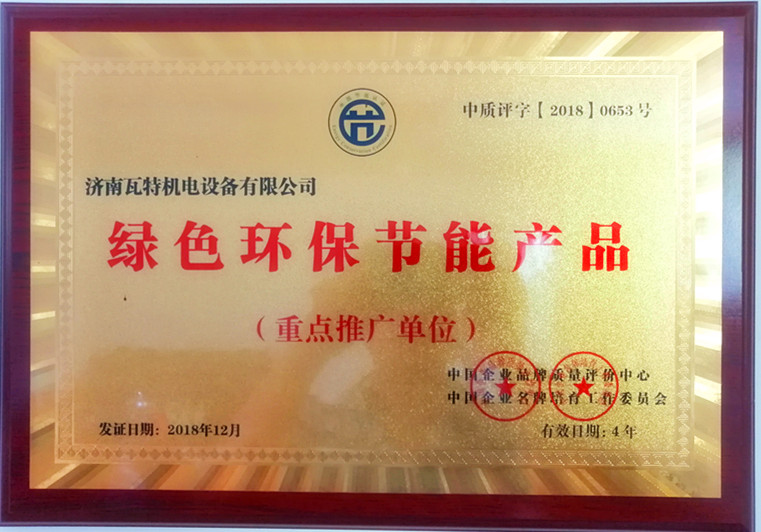 中质评字【2018】0653号
济南瓦特机电设备有限公司
绿色环保节能产品
（重点推广单位）
中国企业品牌质量评价中心
中国企业名牌培育工作委员会
发证日期：2018年12月
有效日期：4年